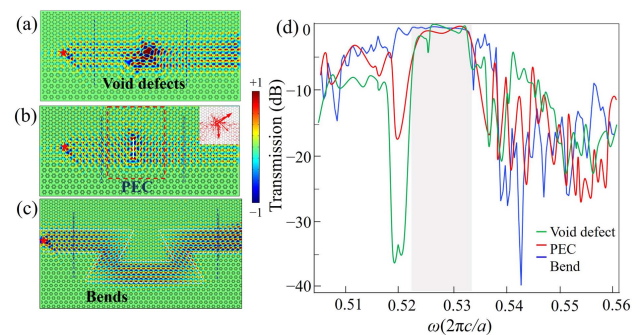 (a)
Void defects
(b)
PEC
(c)
Bends
+1
−1
(d)
Transmission (dB)
0
−10
−20
−30
−40
0.51
0.52
0.53
0.54
0.55
0.56
ω(2πc/a)
Void defect
PEC
Bend